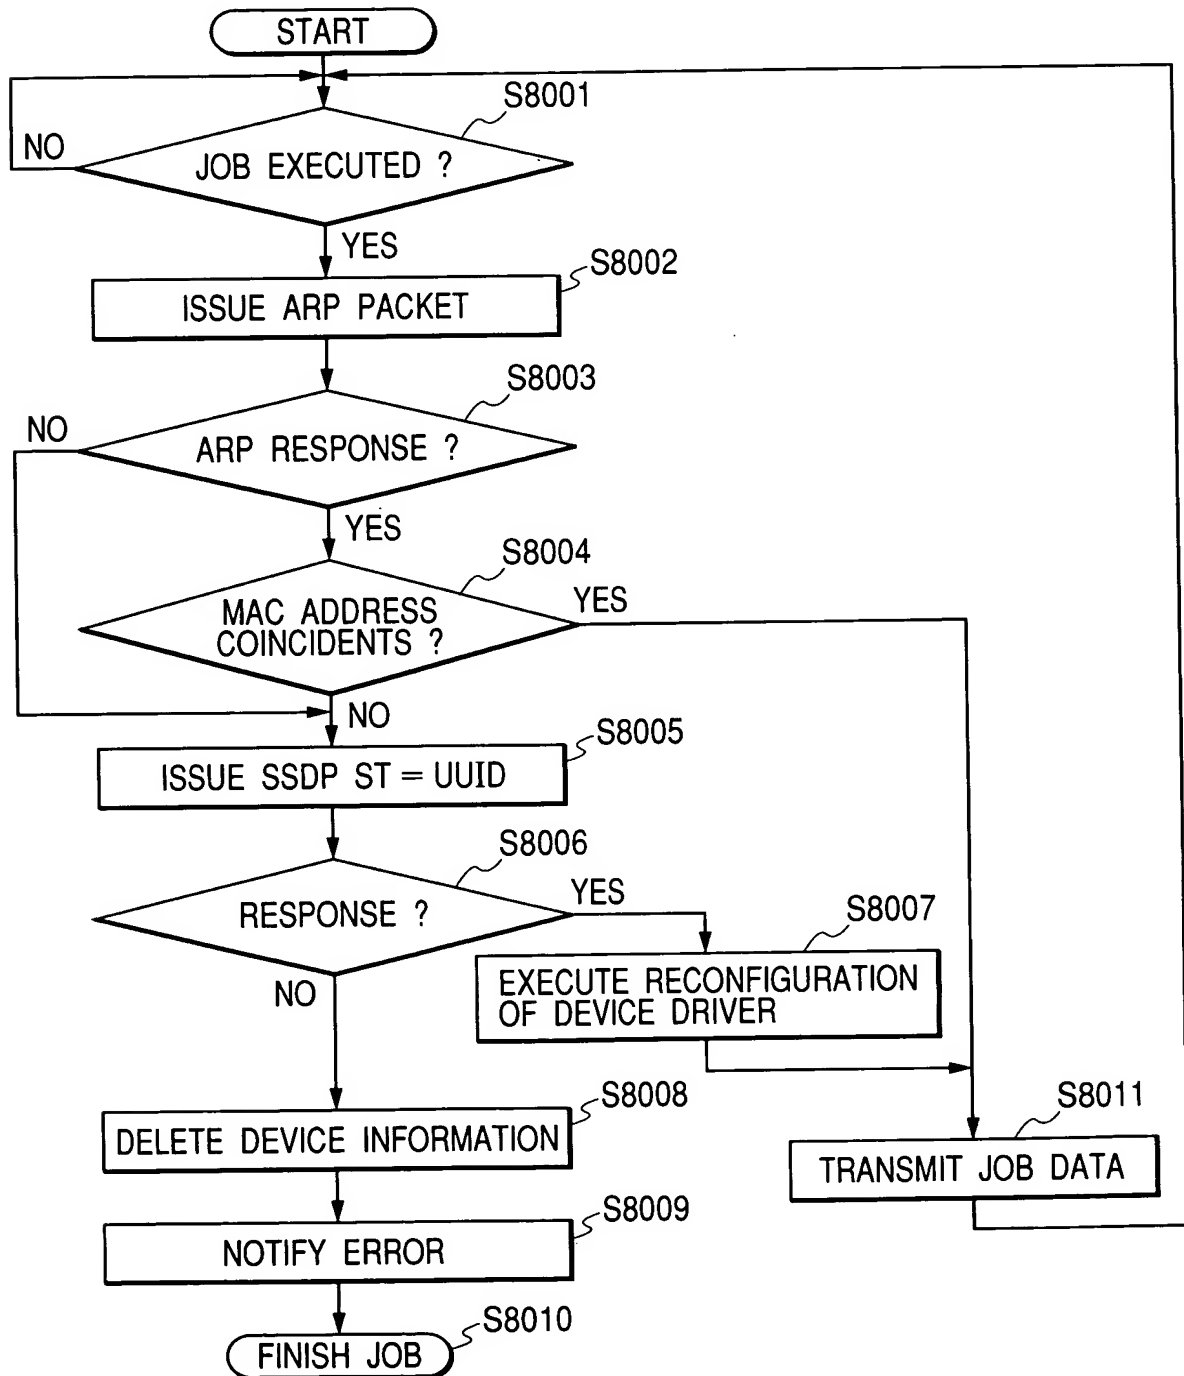 START
S8001
NO
JOB EXECUTED ?
YES
S8002
ISSUE ARP PACKET
S8003
NO
ARP RESPONSE ?
YES
S8004
MAC ADDRESS
COINCIDENTS ?
YES
NO
S8005
ISSUE SSDP ST = UUID
S8006
RESPONSE ?
YES
S8007
EXECUTE RECONFIGURATION
OF DEVICE DRIVER
NO
S8008
DELETE DEVICE INFORMATION
S8011
TRANSMIT JOB DATA
S8009
NOTIFY ERROR
S8010
FINISH JOB